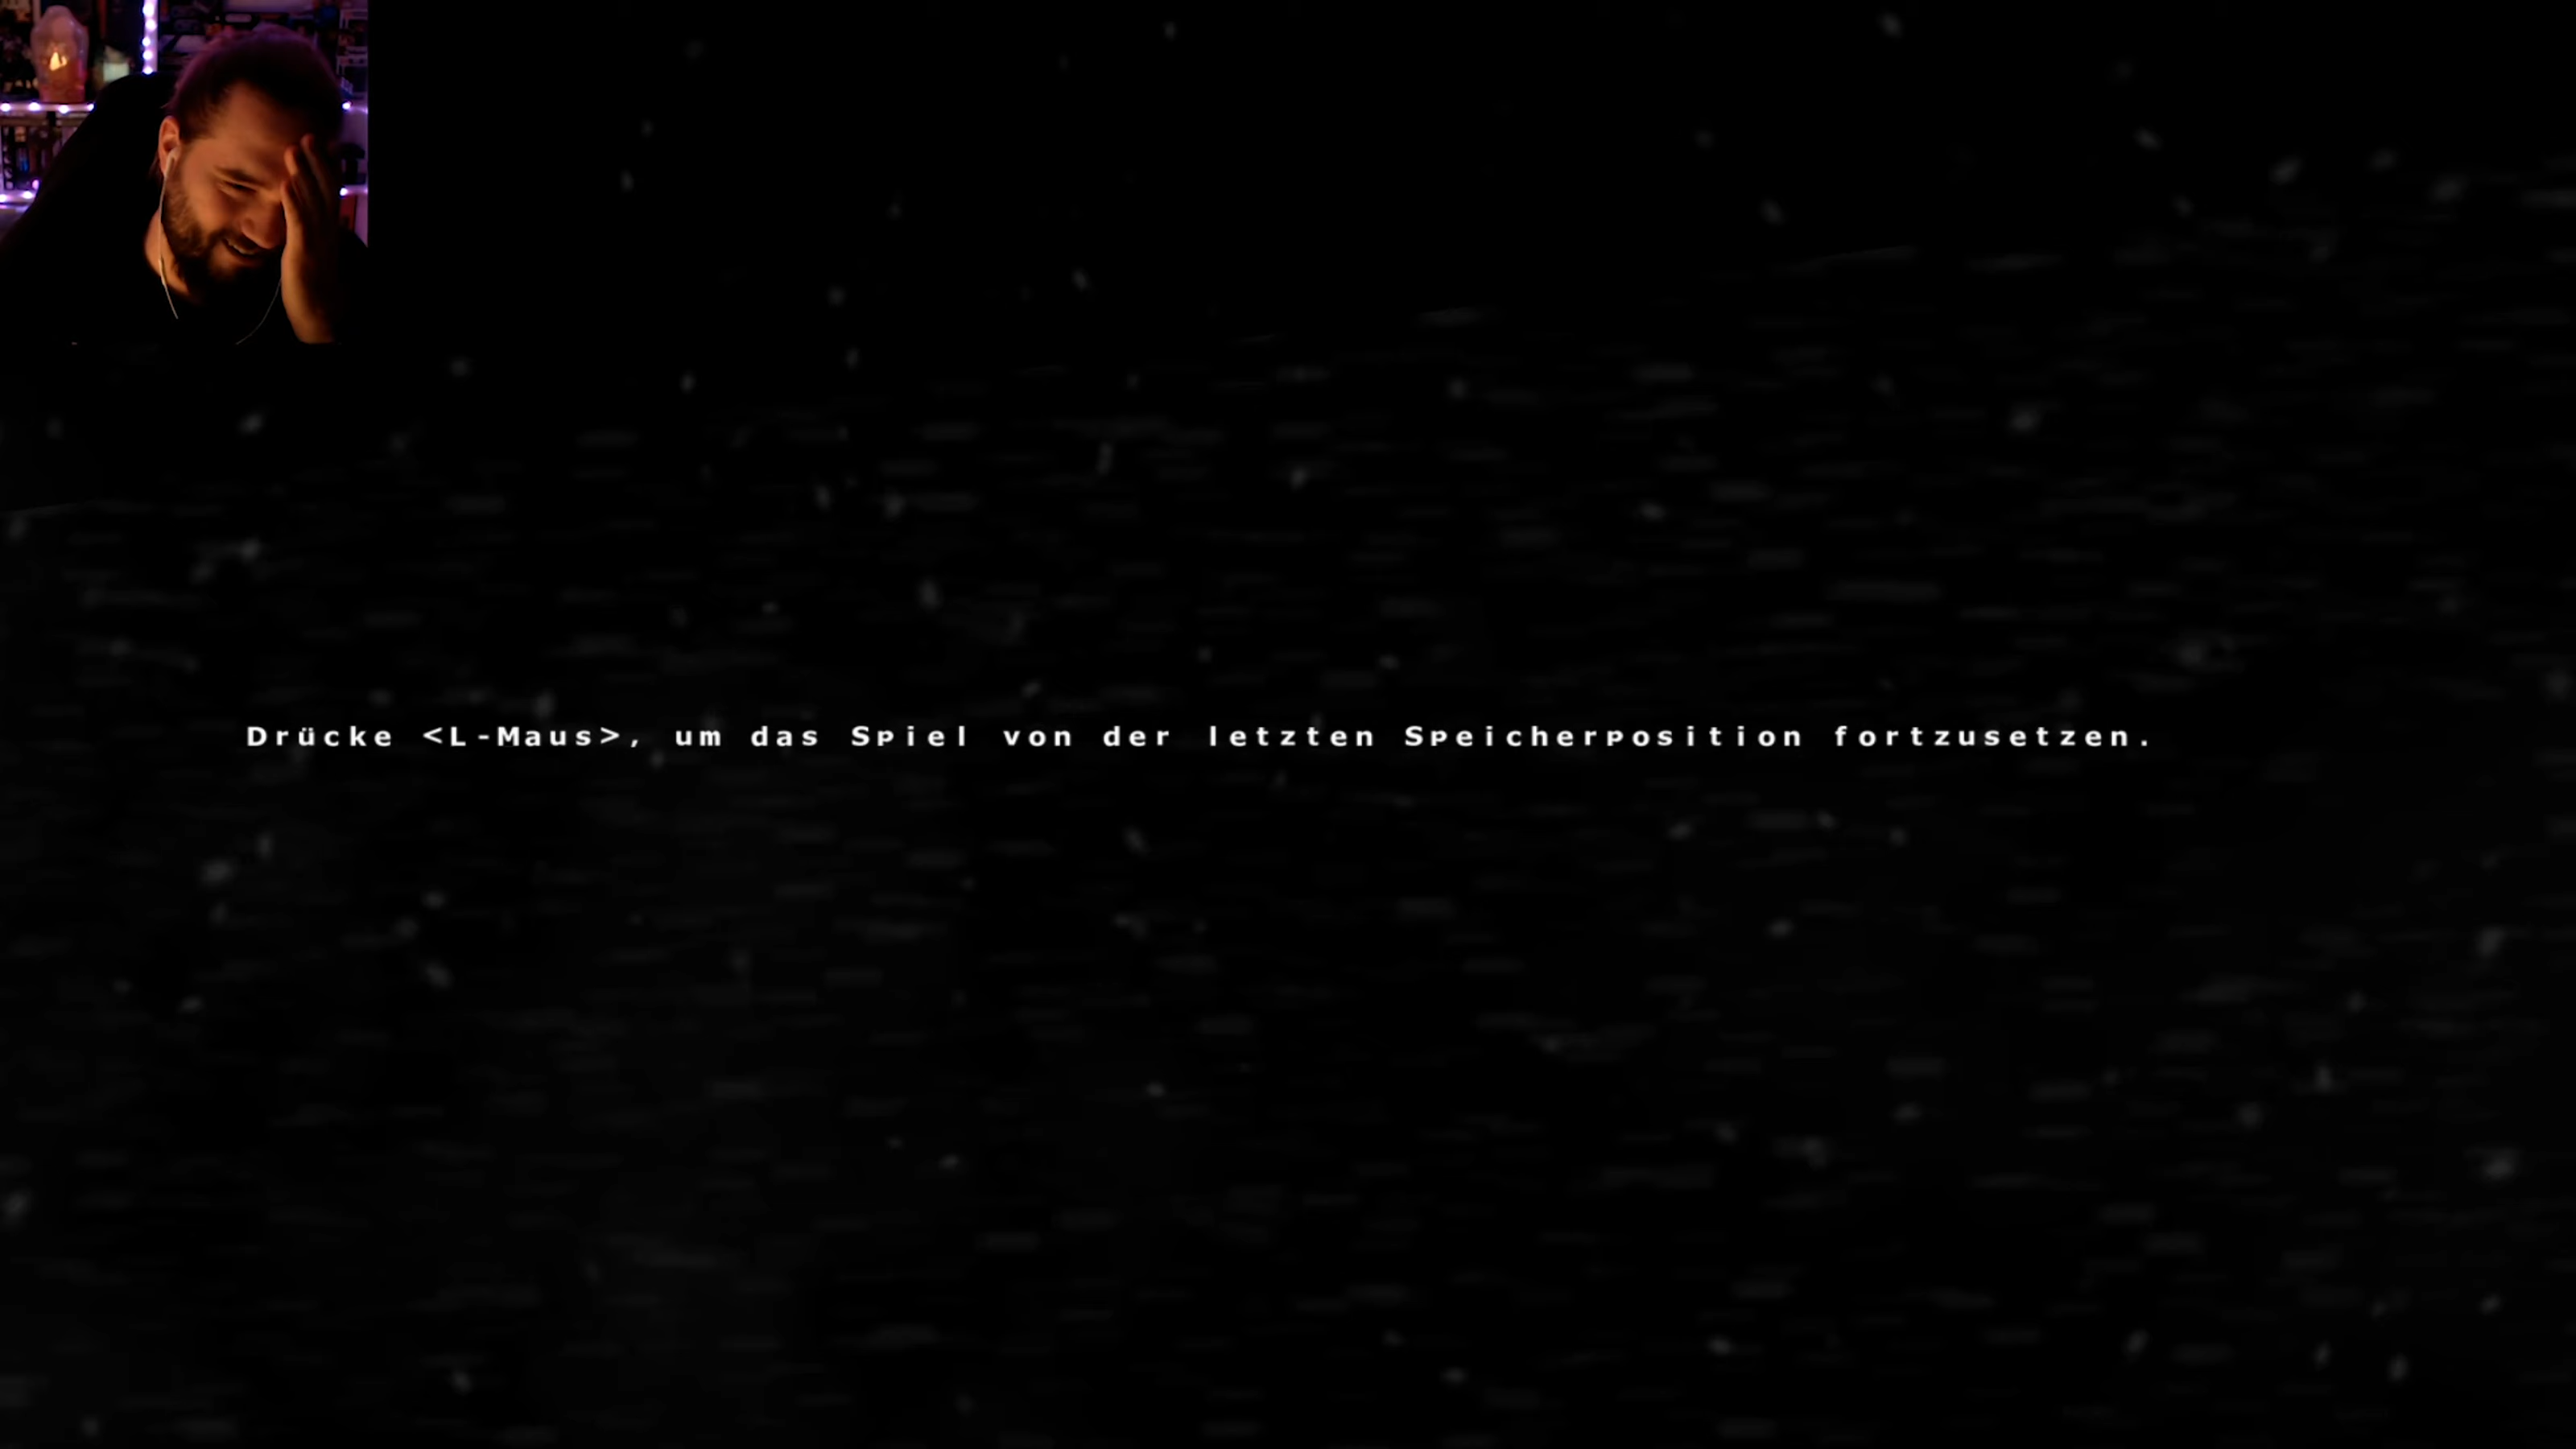 Drücke <L-Maus>, um das Spiel von der letzten Speicherposition fortzusetzen.